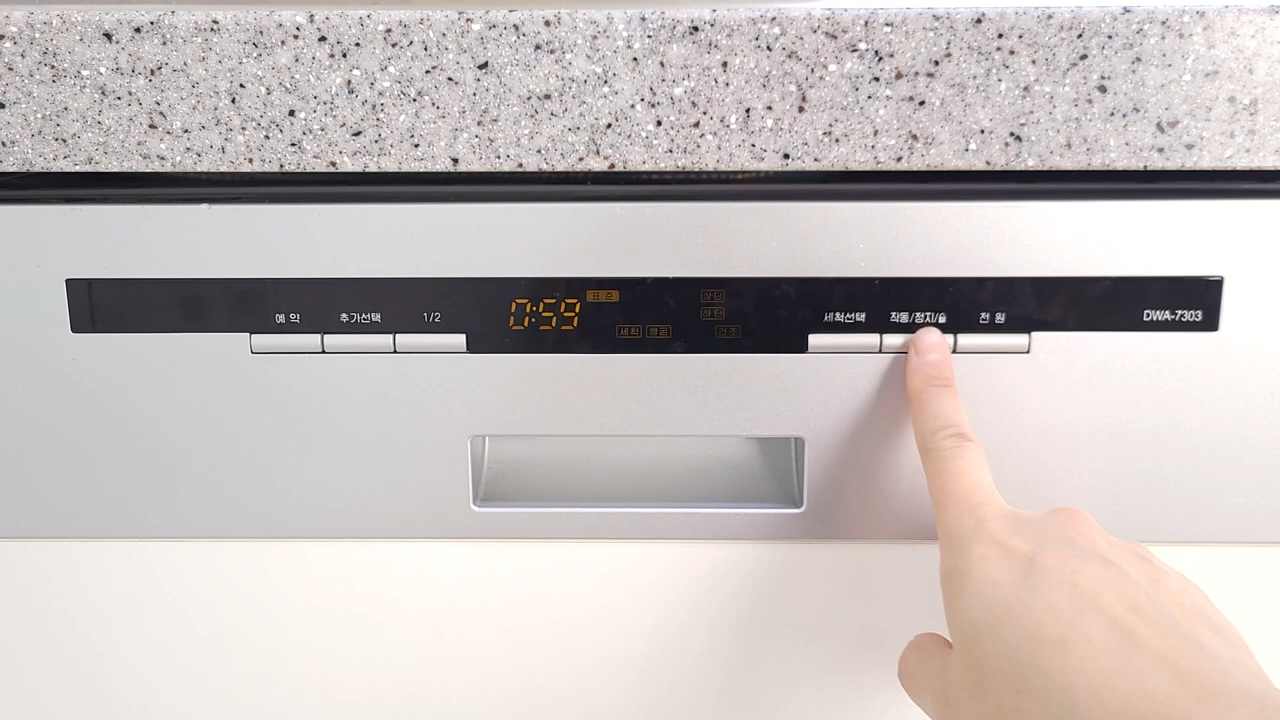 예약
추가선택
1/2
0:59
표준
세척
헹굼
상단
하단
건조
세척선택
작동/정지/
전원
DWA-7303